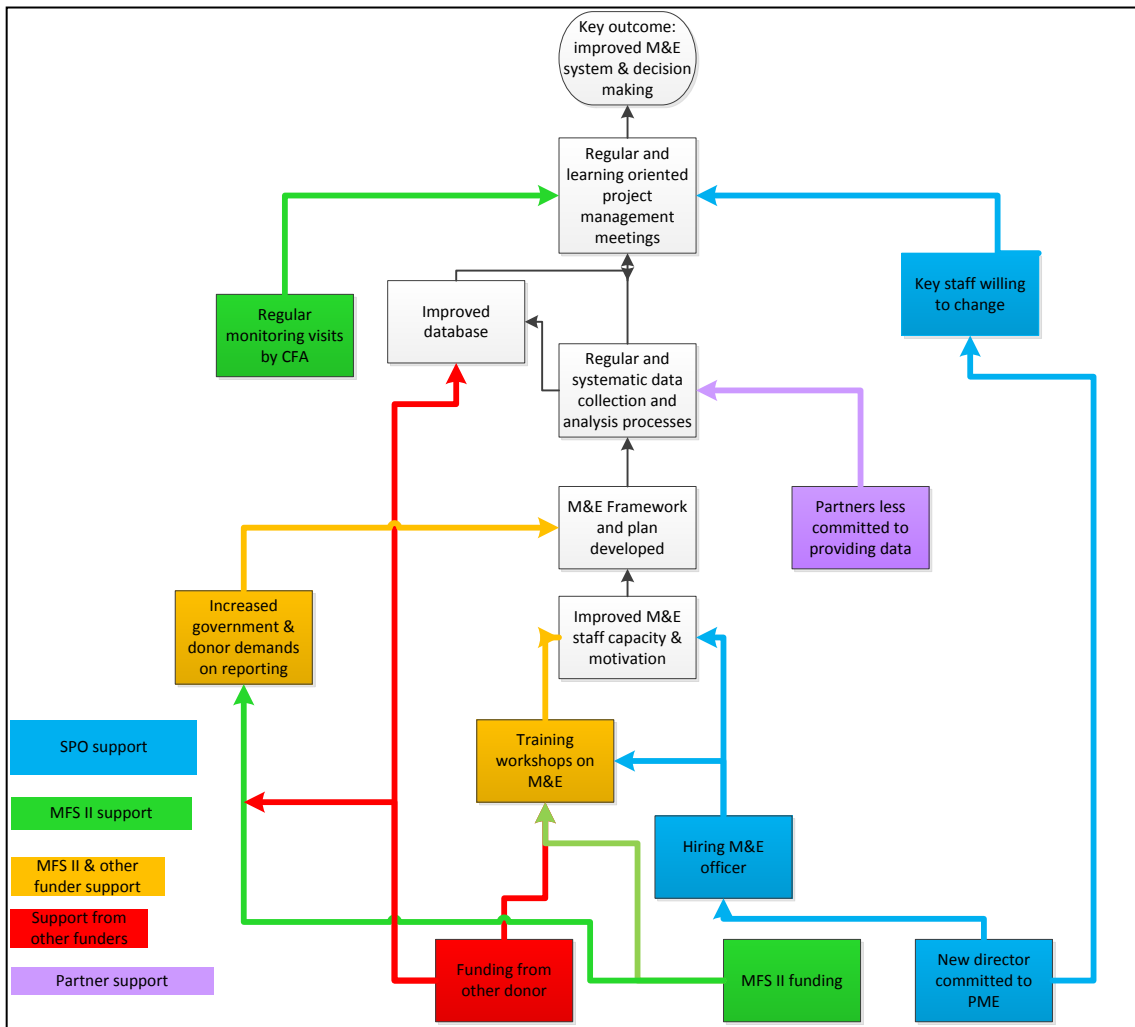 Key outcome:
improved M&E
system & decision
making
Regular and
learning oriented
project
management
meetings
Key staff willing
to change
Regular
monitoring visits
by CFA
Improved
database
Regular and
systematic data
collection and
analysis processes
M&E Framework
and plan
developed
Partners less
committed to
providing data
Increased
government &
donor demands
on reporting
Improved M&E
staff capacity &
motivation
Training
workshops on
M&E
SPO support
MFS II support
Hiring M&E
officer
MFS II & other
funder support
Support from
other funders
Partner support
Funding from
other donor
MFS II funding
New director
committed to
PME